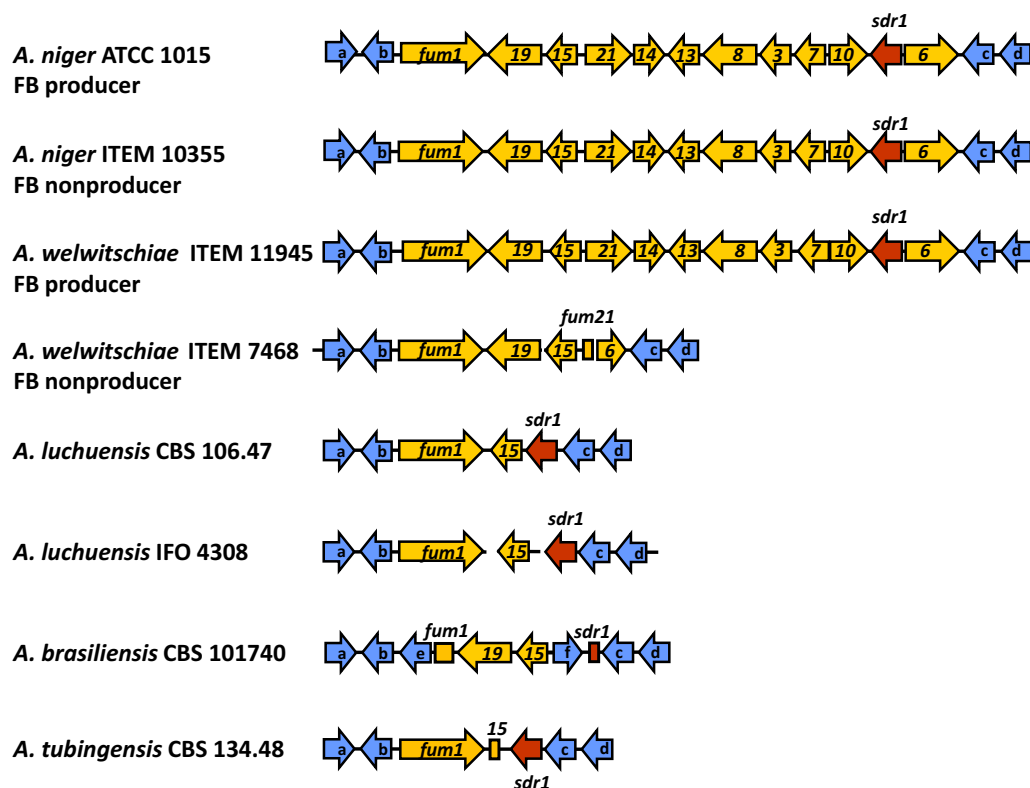 sdr1
A. niger ATCC 1015
FB producer
a b fum1 19 15 21 14 13 8 3 7 10 6 c d
sdr1
A. niger ITEM 10355
FB nonproducer
a b fum1 19 15 21 14 13 8 3 7 10 6 c d
sdr1
A. welwitschiae ITEM 11945
FB producer
a b fum1 19 15 21 14 13 8 3 7 10 6 c d
fum21
A. welwitschiae ITEM 7468
FB nonproducer
a b fum1 19 15 6 c d
sdr1
A. luchuensis CBS 106.47
a b fum1 15 c d
sdr1
A. luchuensis IFO 4308
a b fum1 15 c d
fum1 sdr1
A. brasiliensis CBS 101740
a b e 19 15 f c d
15
A. tubingensis CBS 134.48
a b fum1 c d
sdr1